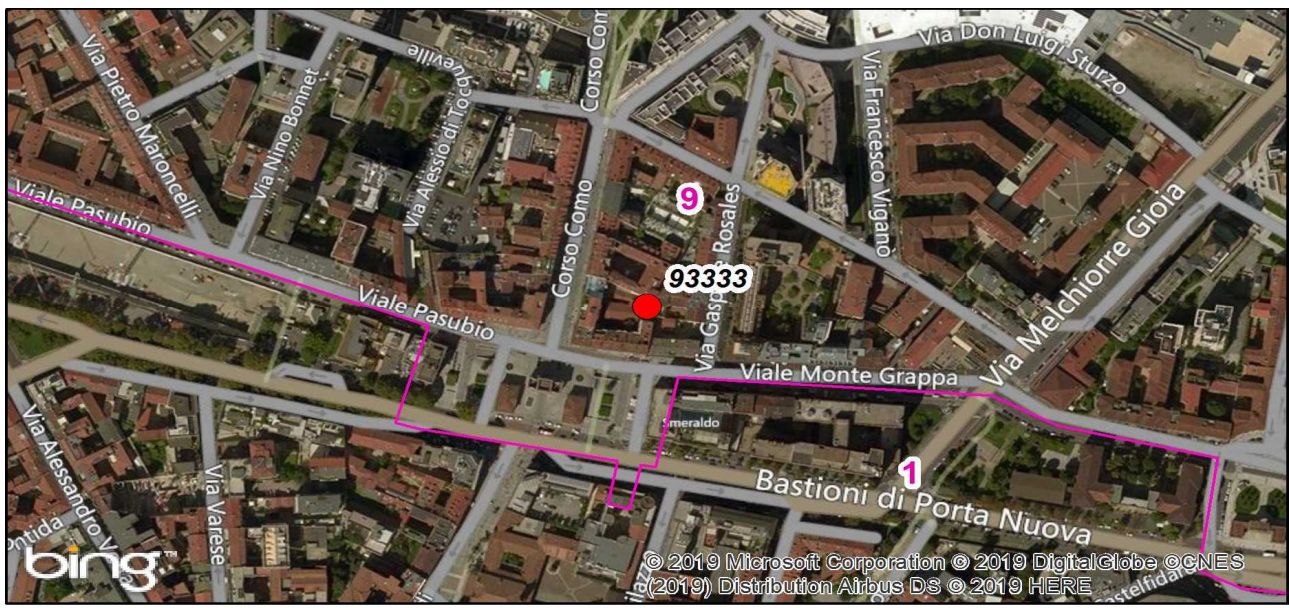 Via Don Luigi Sturzo
Via Pietro Maroncelli
Via Nino Bonnet
Via Alessio di Tocqueville
Corso Como
Via Francesco Viganò
Viale Pasubio
9
Via Gaspare Rosales
Via Melchiorre Gioia
93333
Corso Como
Viale Pasubio
Viale Monte Grappa
Smeraldo
1
Bastioni di Porta Nuova
Via Varese
Via Alessandro
bing™
© 2019 Microsoft Corporation © 2019 DigitalGlobe ©CNES
(2019) Distribution Airbus DS © 2019 HERE